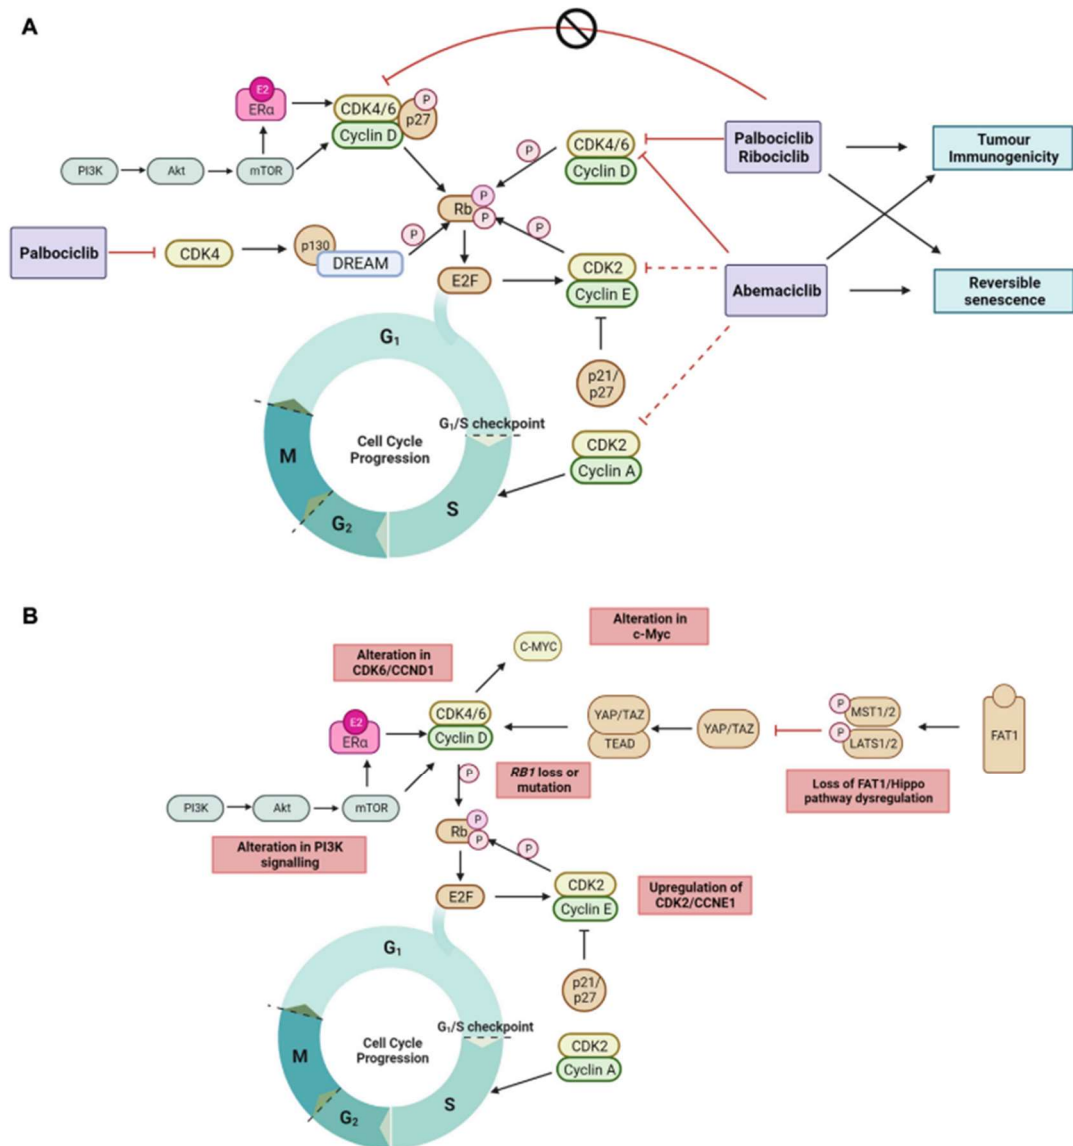 A
E2
ERα
CDK4/6
Cyclin D
P
p27
PI3K
Akt
mTOR
P
CDK4/6
Cyclin D
Palbociclib
Ribociclib
Tumour
Immunogenicity
Rb
P
P
Palbociclib
CDK4
p130
DREAM
P
P
E2F
CDK2
Cyclin E
Abemaciclib
Reversible
senescence
G₁
p21/
p27
G₁/S checkpoint
M
Cell Cycle
Progression
CDK2
Cyclin A
S
G₂
B
Alteration in
CDK6/CCND1
C-MYC
Alteration in
c-Myc
E2
ERα
CDK4/6
Cyclin D
YAP/TAZ
TEAD
YAP/TAZ
P
MST1/2
P
LATS1/2
FAT1
PI3K
Akt
mTOR
P
RB1 loss or
mutation
Loss of FAT1/Hippo
pathway dysregulation
Alteration in PI3K
signalling
Rb
P
P
P
E2F
CDK2
Cyclin E
Upregulation of
CDK2/CCNE1
G₁
p21/
p27
G₁/S checkpoint
M
Cell Cycle
Progression
CDK2
Cyclin A
S
G₂